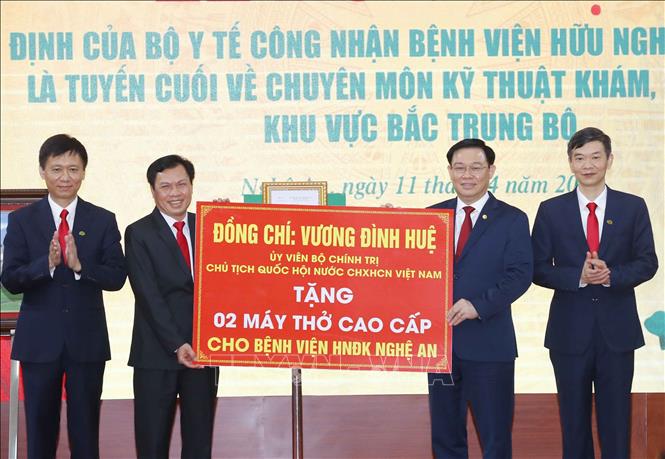 ĐỊNH CỦA BỘ Y TẾ CÔNG NHẬN BỆNH VIỆN HỮU NGH
LÀ TUYẾN CUỐI VỀ CHUYÊN MÔN KỸ THUẬT KHÁM,
KHU VỰC BẮC TRUNG BỘ
ngày 11 năm 20
ĐỒNG CHÍ: VƯƠNG ĐÌNH HUỆ
ỦY VIÊN BỘ CHÍNH TRỊ
CHỦ TỊCH QUỐC HỘI NƯỚC CHXHCN VIỆT NAM
TẶNG
02 MÁY THỞ CAO CẤP
CHO BỆNH VIỆN HNĐK NGHỆ AN